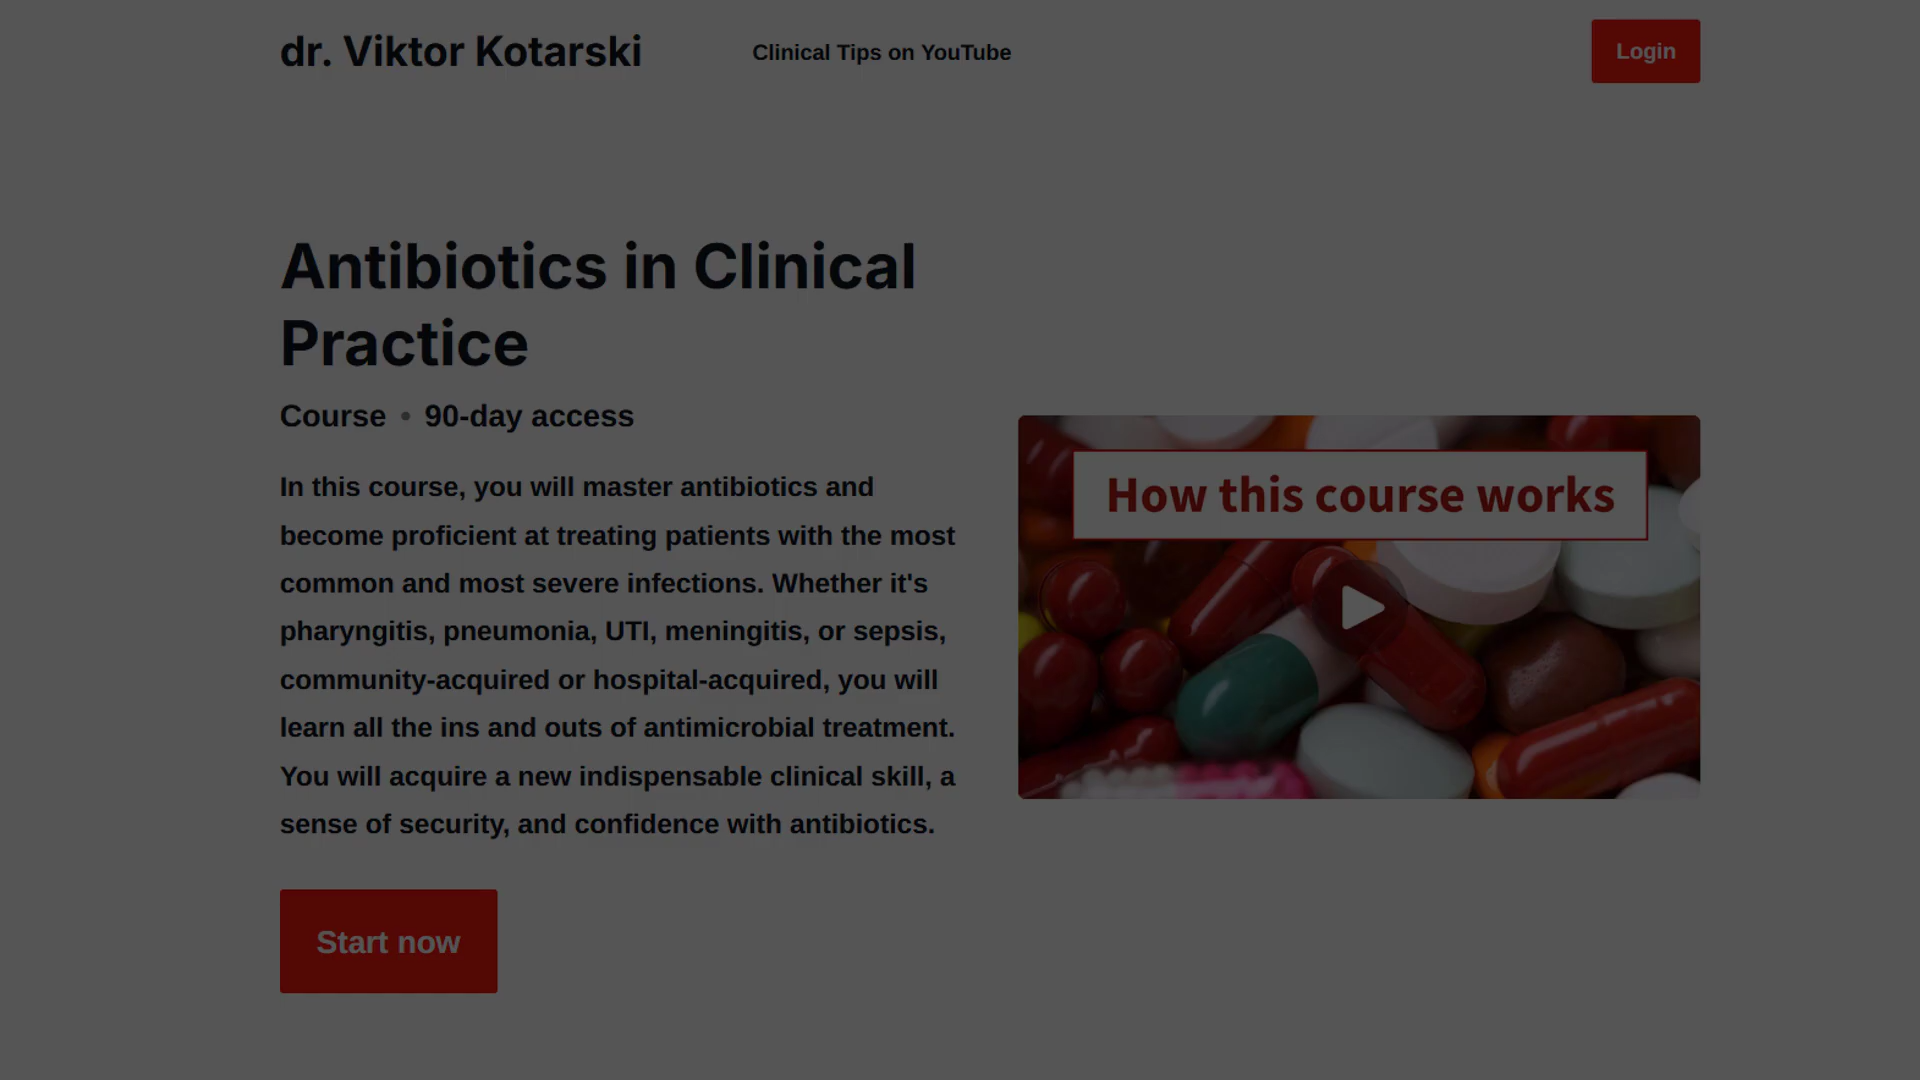 dr. Viktor Kotarski
Clinical Tips on YouTube
Login
Antibiotics in Clinical
Practice
Course • 90-day access
In this course, you will master antibiotics and
become proficient at treating patients with the most
common and most severe infections. Whether it's
pharyngitis, pneumonia, UTI, meningitis, or sepsis,
community-acquired or hospital-acquired, you will
learn all the ins and outs of antimicrobial treatment.
You will acquire a new indispensable clinical skill, a
sense of security, and confidence with antibiotics.
Start now
How this course works